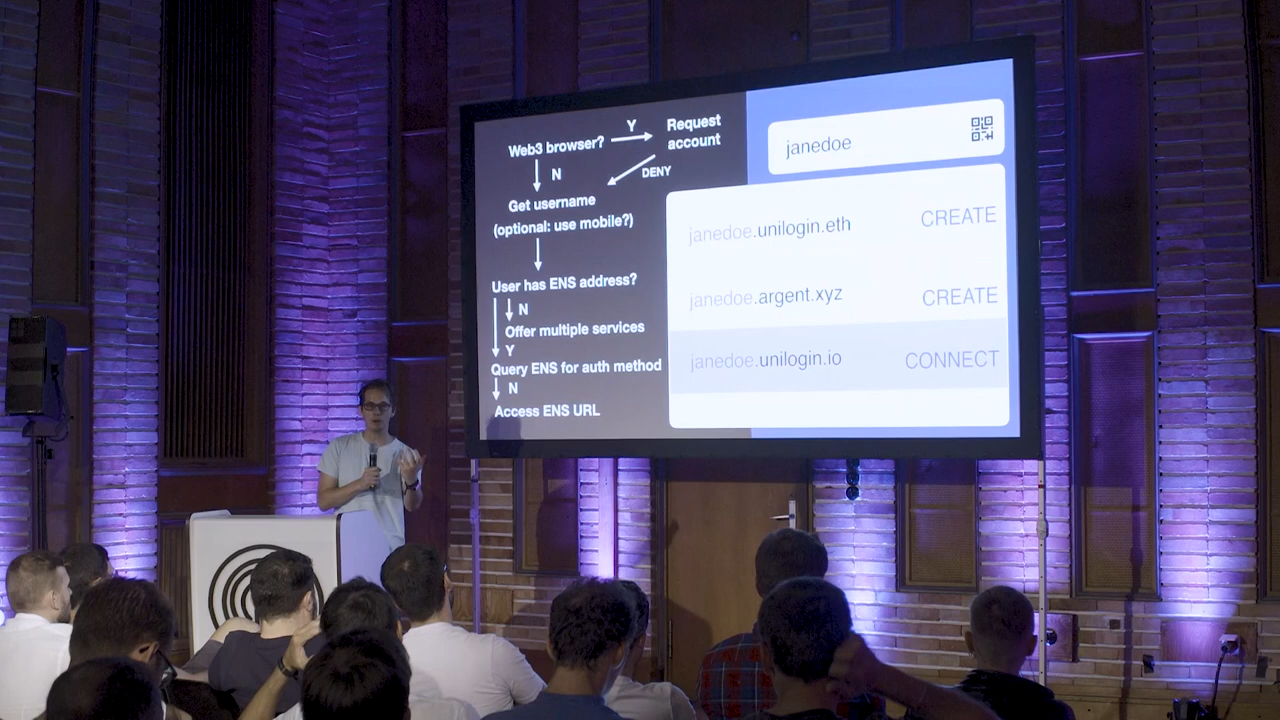 Web3 browser?
Y
Request
account
N
DENY
Get username
(optional: use mobile?)
User has ENS address?
N
Offer multiple services
Y
Query ENS for auth method
N
Access ENS URL
janedoe
janedoe.unilogin.eth CREATE
janedoe.argent.xyz CREATE
janedoe.unilogin.io CONNECT